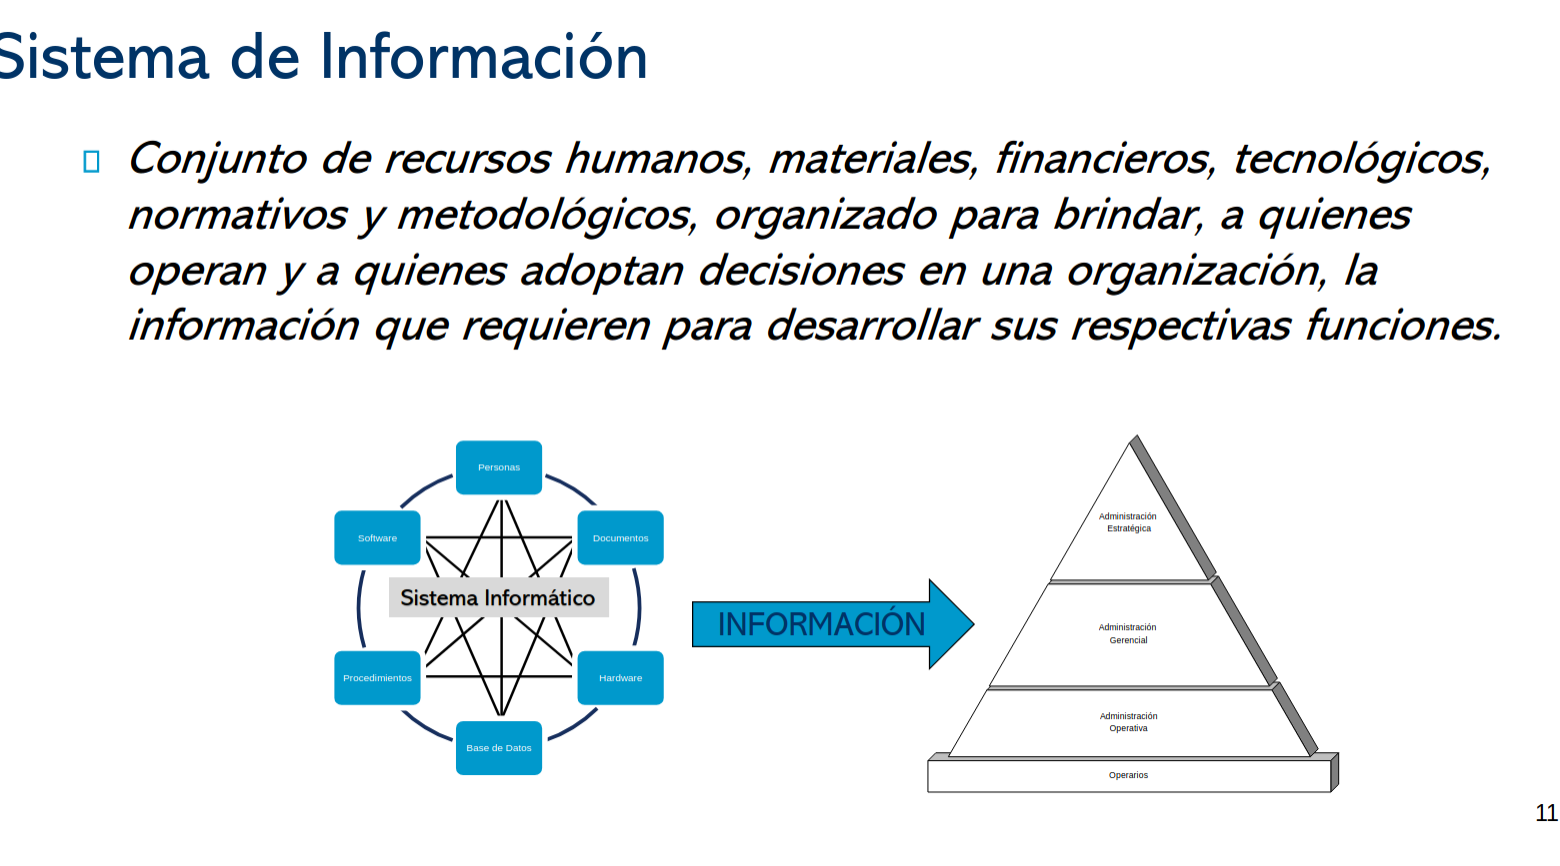 Sistema de Información
Conjunto de recursos humanos, materiales, financieros, tecnológicos,
normativos y metodológicos, organizado para brindar, a quienes
operan y a quienes adoptan decisiones en una organización, la
información que requieren para desarrollar sus respectivas funciones.
Personas
Software
Documentos
Sistema Informático
Procedimientos
Hardware
Base de Datos
INFORMACIÓN
Administración
Estratégica
Administración
Gerencial
Administración
Operativa
Operarios
11